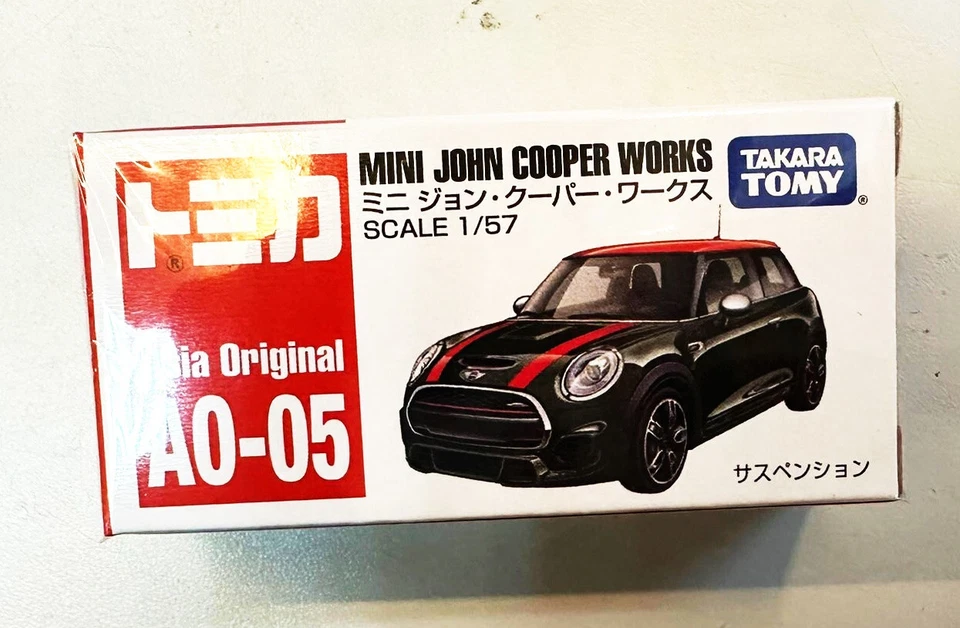 トミカ
®
Original
AO-05
MINI JOHN COOPER WORKS
ミニ ジョン・クーパー・ワークス
SCALE 1/57
TAKARA
TOMY
®
サスペンション